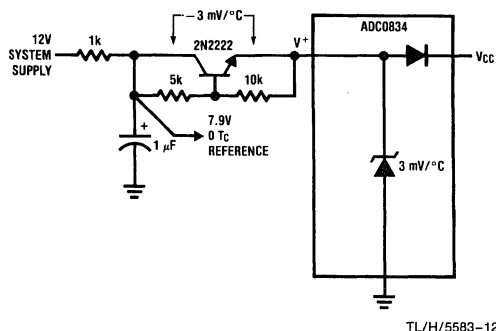 −3 mV/°C
ADC0834
12V
SYSTEM
SUPPLY
1k
2N2222
V+
VCC
5k
10k
+
1 μF
7.9V
0 TC
REFERENCE
3 mV/°C
TL/H/5583–12